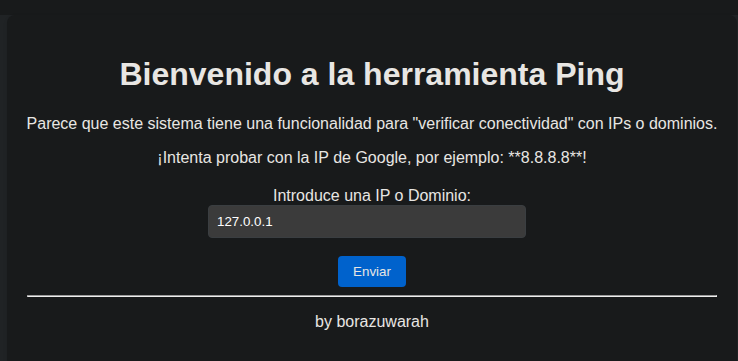 Bienvenido a la herramienta Ping
Parece que este sistema tiene una funcionalidad para "verificar conectividad" con IPs o dominios.
¡Intenta probar con la IP de Google, por ejemplo: **8.8.8.8**!
Introduce una IP o Dominio:
127.0.0.1
Enviar
by borazuwarah